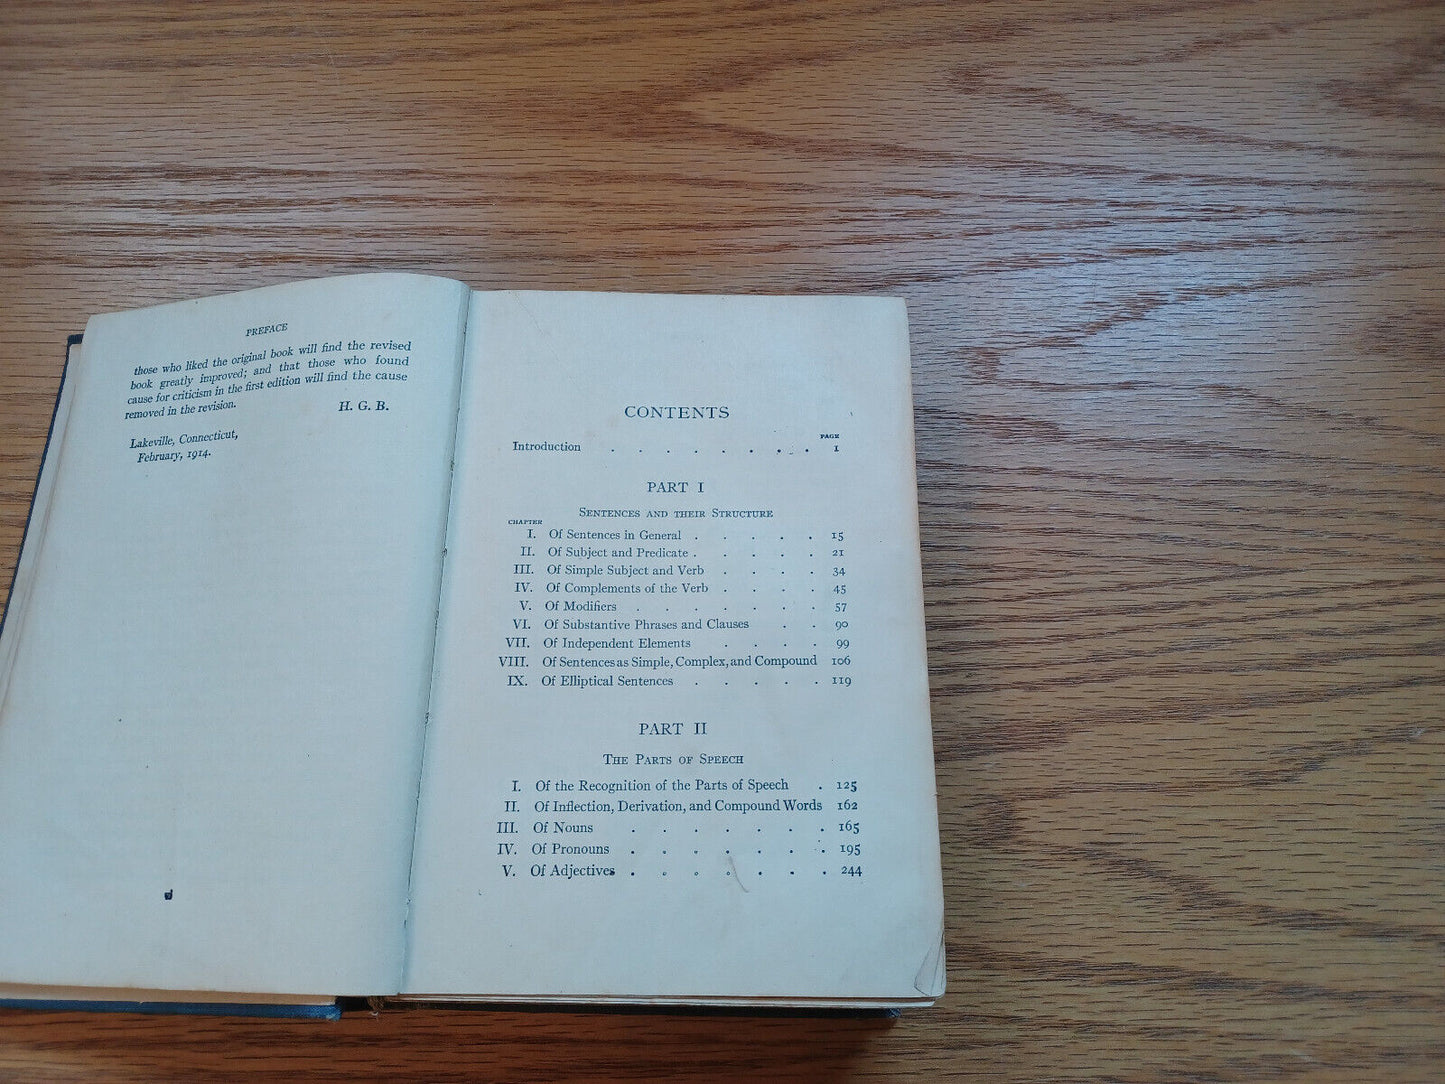 PREFACE
those who liked the original book will find the revised
book greatly improved; and that those who found
cause for criticism in the first edition will find the cause
removed in the revision.
H. G. B.
Lakeville, Connecticut,
February, 1914.
CONTENTS
PAGE
Introduction . . . . . . . . 1
PART I
SENTENCES AND THEIR STRUCTURE
CHAPTER
I. Of Sentences in General . . . . . 15
II. Of Subject and Predicate . . . . . 21
III. Of Simple Subject and Verb . . . . 34
IV. Of Complements of the Verb . . . . 45
V. Of Modifiers . . . . . . . 57
VI. Of Substantive Phrases and Clauses . . 90
VII. Of Independent Elements . . . . 99
VIII. Of Sentences as Simple, Complex, and Compound 106
IX. Of Elliptical Sentences . . . . . 119
PART II
THE PARTS OF SPEECH
I. Of the Recognition of the Parts of Speech . 125
II. Of Inflection, Derivation, and Compound Words 162
III. Of Nouns . . . . . . . 165
IV. Of Pronouns . . . . . . . 195
V. Of Adjectives . . . . . . . 244